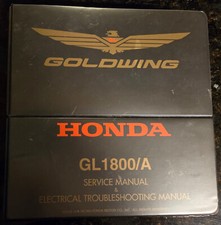 GOLDWING
HONDA
GL1800/A
SERVICE MANUAL
&
ELECTRICAL TROUBLESHOOTING MANUAL